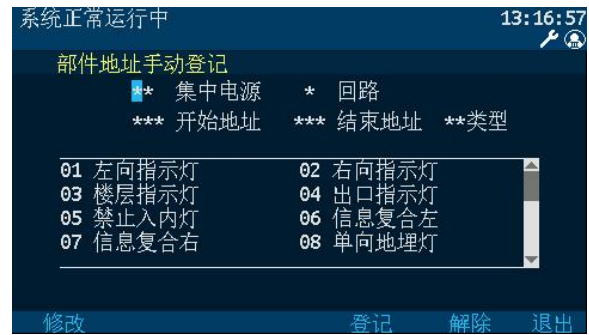 系统正常运行中 13:16:57
部件地址手动登记
** 集中电源 * 回路
*** 开始地址 *** 结束地址 **类型
01 左向指示灯 02 右向指示灯
03 楼层指示灯 04 出口指示灯
05 禁止入内灯 06 信息复合左
07 信息复合右 08 单向地埋灯
修改 登记 解除 退出